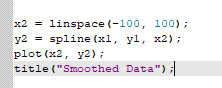 x2 = linspace(-100, 100);
y2 = spline(x1, y1, x2);
plot(x2, y2);
title("Smoothed Data");